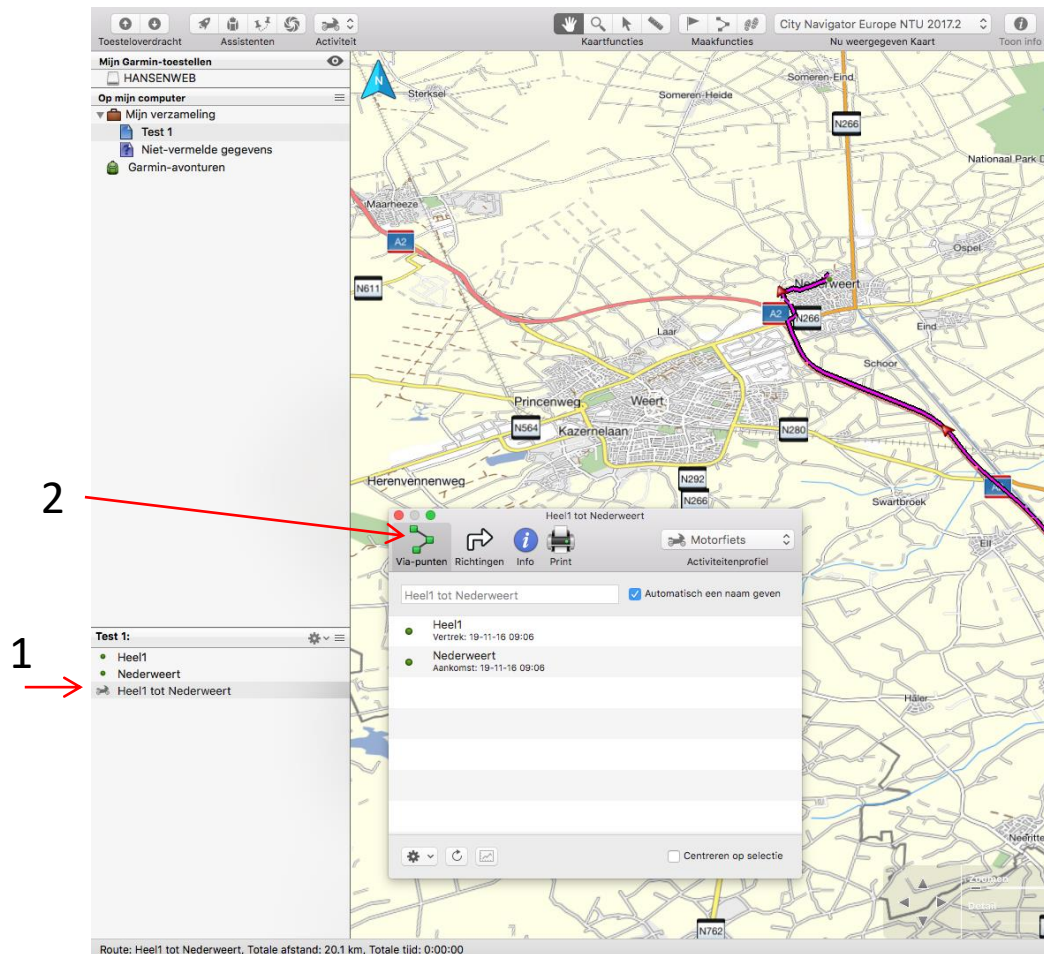 City Navigator Europe NTU 2017.2
Toesteloverdracht
Assistenten
Activiteit
Kaartfuncties
Maakfuncties
Nu weergegeven Kaart
Toon info
Mijn Garmin-toestellen
HANSENWEB
Op mijn computer
Mijn verzameling
Test 1
Niet-vermelde gegevens
Garmin-avonturen
N
Sterksel
Someren-Eind
Someren-Heide
N266
Nationaal Park
Maarheeze
A2
Ospel
N611
Nederweert
A2
N266
Laar
Eind
Schoor
Princenweg
Weert
N564
Kazernelaan
N280
Herenvennenweg
N292
N266
Swartbroek
Ell
2
Heel1 tot Nederweert
Motorfiets
Via-punten
Richtingen
Info
Print
Activiteitenprofiel
Heel1 tot Nederweert
Automatisch een naam geven
Heel1
Vertrek: 19-11-16 09:06
Nederweert
Aankomst: 19-11-16 09:06
Centreren op selectie
1
Test 1:
Heel1
Nederweert
Heel1 tot Nederweert
Häler
Zoomen
Detail
N762
Route: Heel1 tot Nederweert, Totale afstand: 20.1 km, Totale tijd: 0:00:00